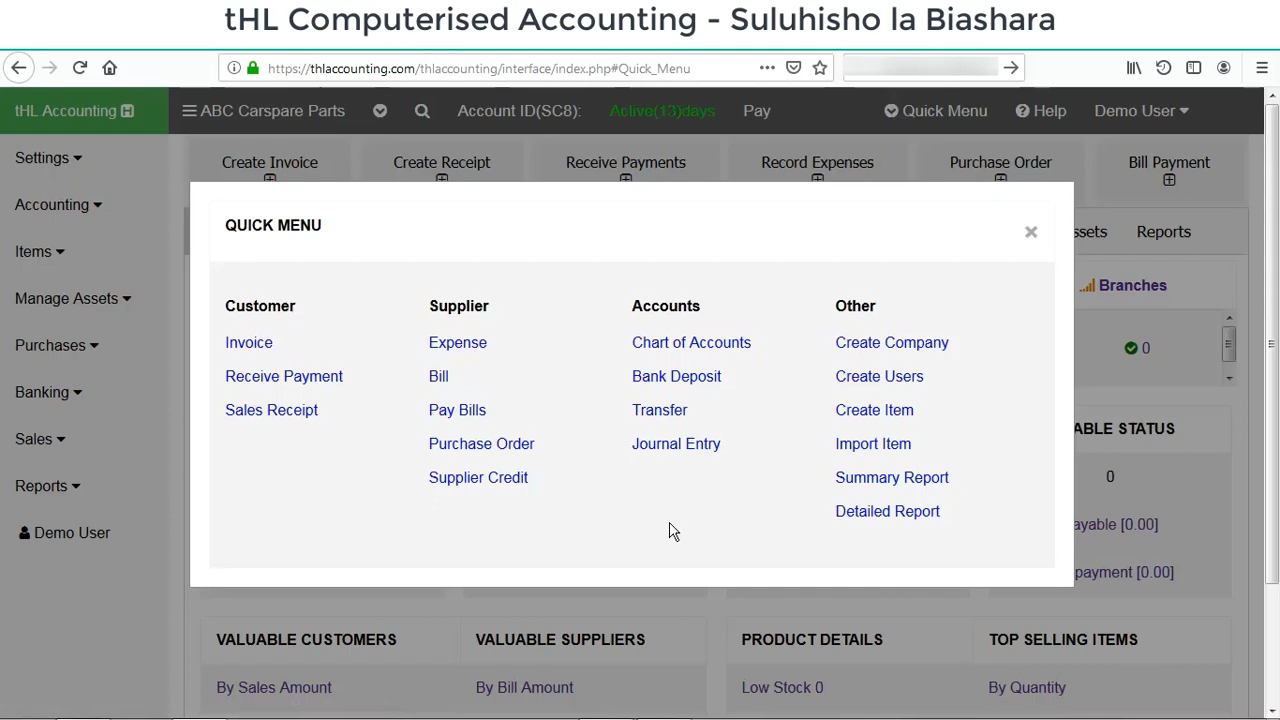 tHL Computerised Accounting - Suluhisho la Biashara
https://thlaccounting.com/thlaccounting/interface/index.php#Quick_Menu
tHL Accounting
ABC Carspare Parts
Account ID(SC8):
Active(13)days
Pay
Quick Menu
Help
Demo User
Settings
Accounting
Items
Manage Assets
Purchases
Banking
Sales
Reports
Demo User
Create Invoice
Create Receipt
Receive Payments
Record Expenses
Purchase Order
Bill Payment
ssets
Reports
QUICK MENU
Customer
Invoice
Receive Payment
Sales Receipt
Supplier
Expense
Bill
Pay Bills
Purchase Order
Supplier Credit
Accounts
Chart of Accounts
Bank Deposit
Transfer
Journal Entry
Other
Create Company
Create Users
Create Item
Import Item
Summary Report
Detailed Report
Branches
0
ABLE STATUS
0
ayable [0.00]
payment [0.00]
VALUABLE CUSTOMERS
By Sales Amount
VALUABLE SUPPLIERS
By Bill Amount
PRODUCT DETAILS
Low Stock 0
TOP SELLING ITEMS
By Quantity